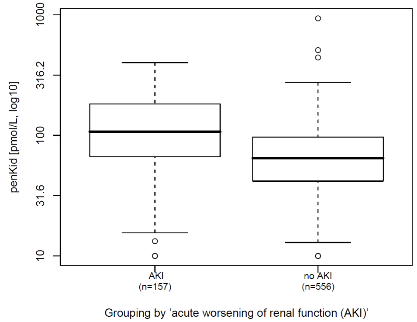 penKid [pmol/L, log10]
1000
316.2
100
31.6
10
AKI
(n=157)
no AKI
(n=556)
Grouping by 'acute worsening of renal function (AKI)'